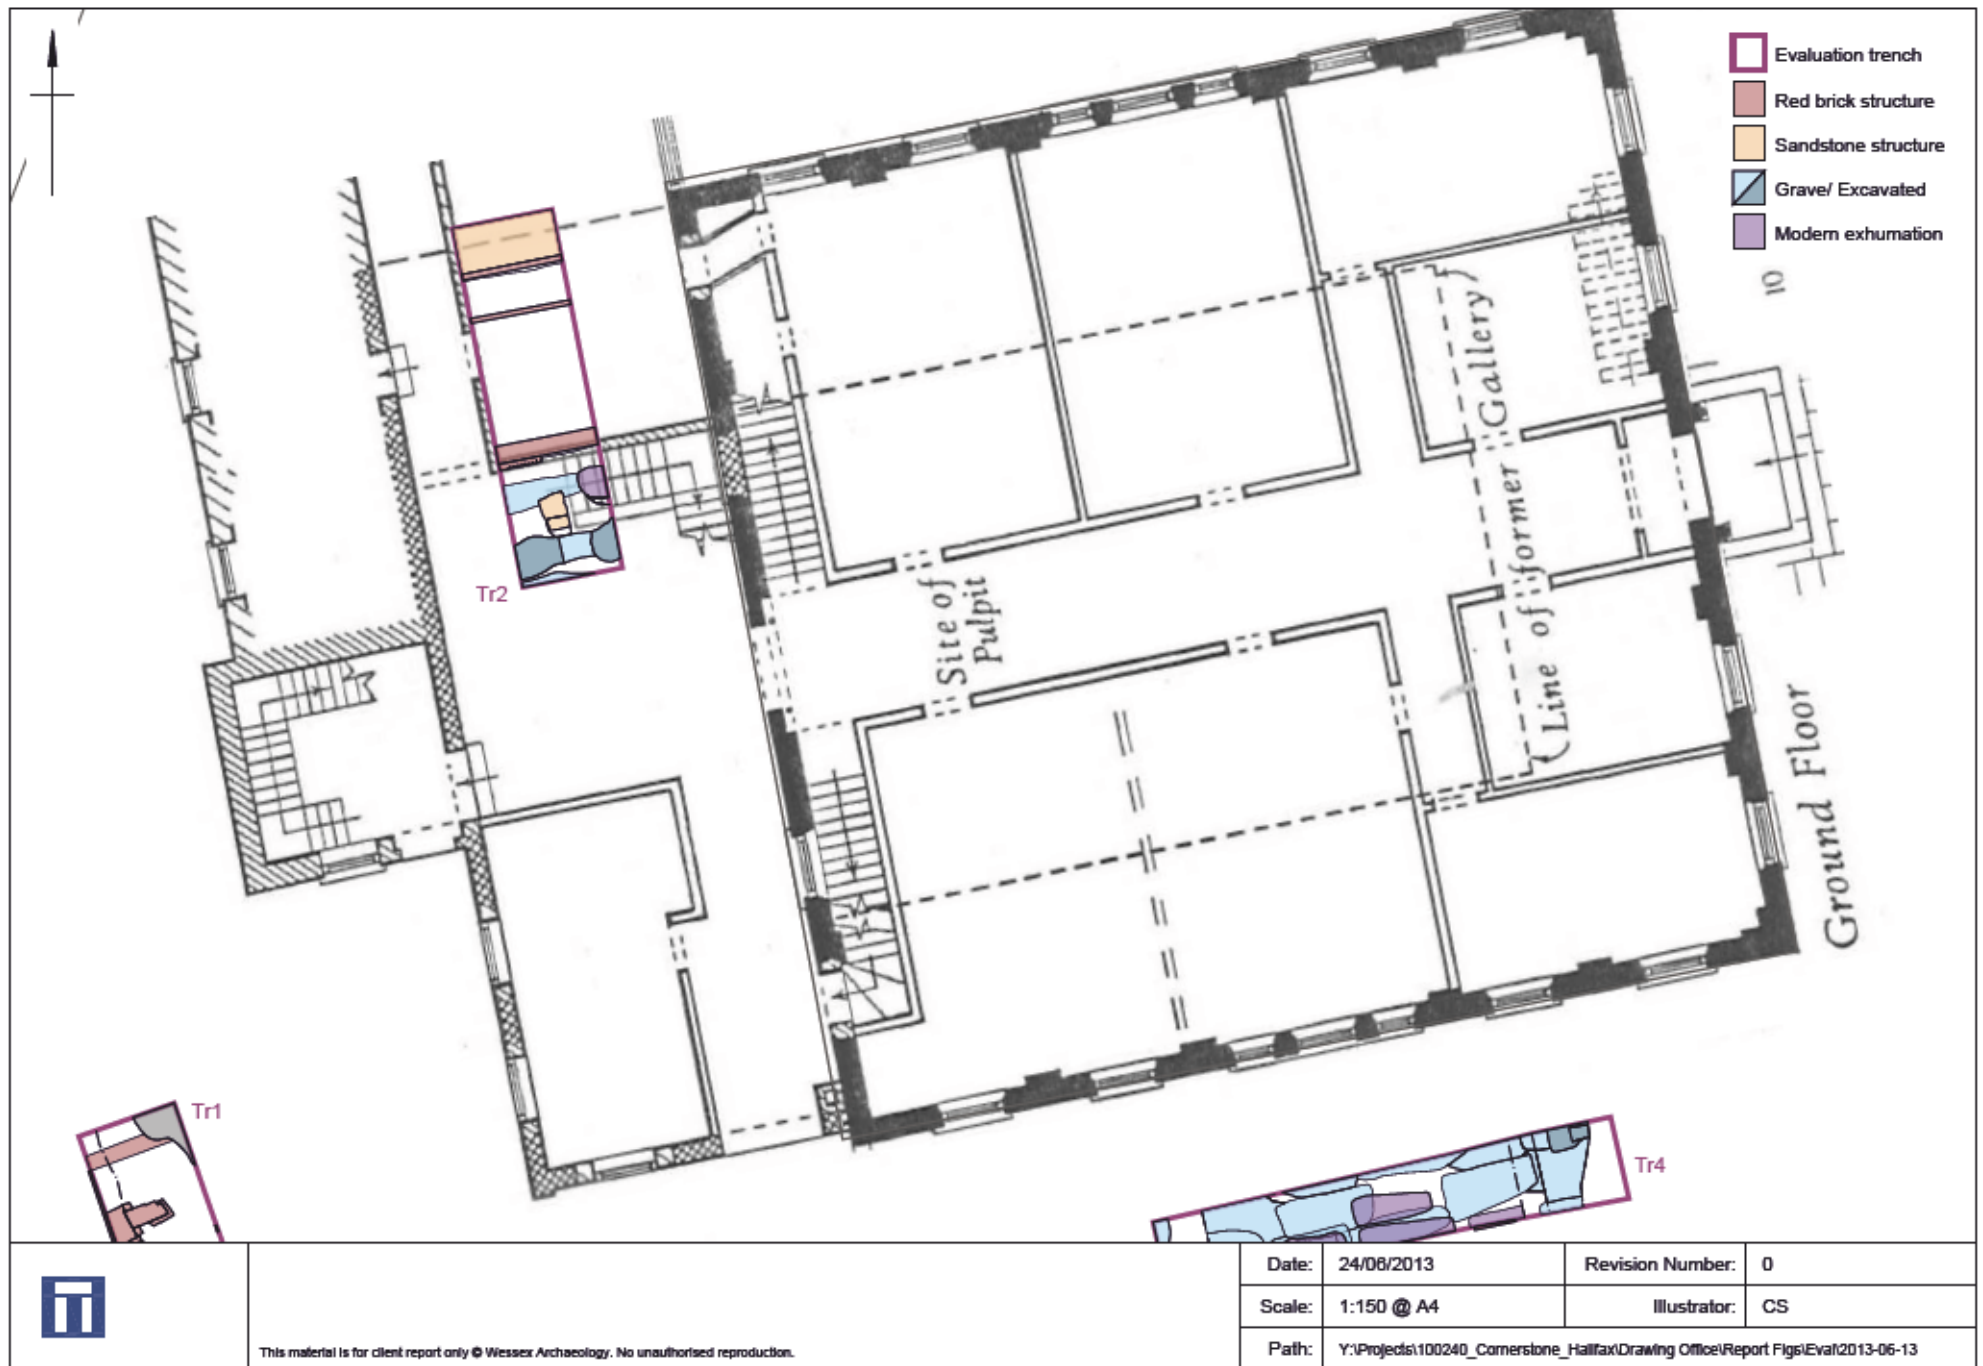 Evaluation trench
Red brick structure
Sandstone structure
Grave/ Excavated
Modern exhumation
10
Gallery)
(Line of former
Site of
Pulpit
Ground Floor
Tr2
Tr1
Tr4
Date: 24/06/2013 Revision Number: 0
Scale: 1:150 @ A4 Illustrator: CS
Path: Y:\Projects\100240_Cornerstone_Halifax\Drawing Office\Report Figs\Eval\2013-06-13
This material is for client report only © Wessex Archaeology. No unauthorised reproduction.